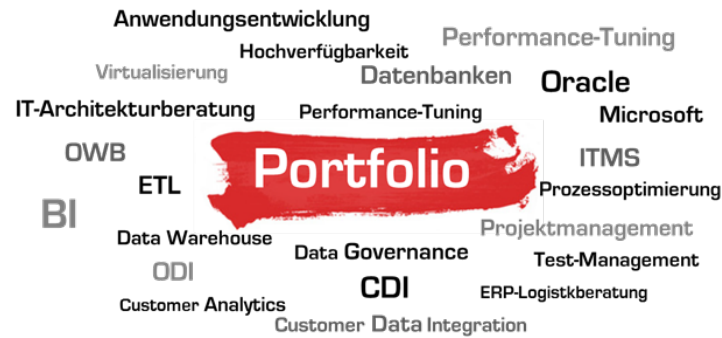 Anwendungsentwicklung
Performance-Tuning
Hochverfügbarkeit
Virtualisierung
Datenbanken
Oracle
IT-Architekturberatung
Performance-Tuning
Microsoft
OWB
Portfolio
ITMS
ETL
Prozessoptimierung
BI
Projektmanagement
Data Warehouse
Data Governance
Test-Management
ODI
CDI
ERP-Logistkberatung
Customer Analytics
Customer Data Integration